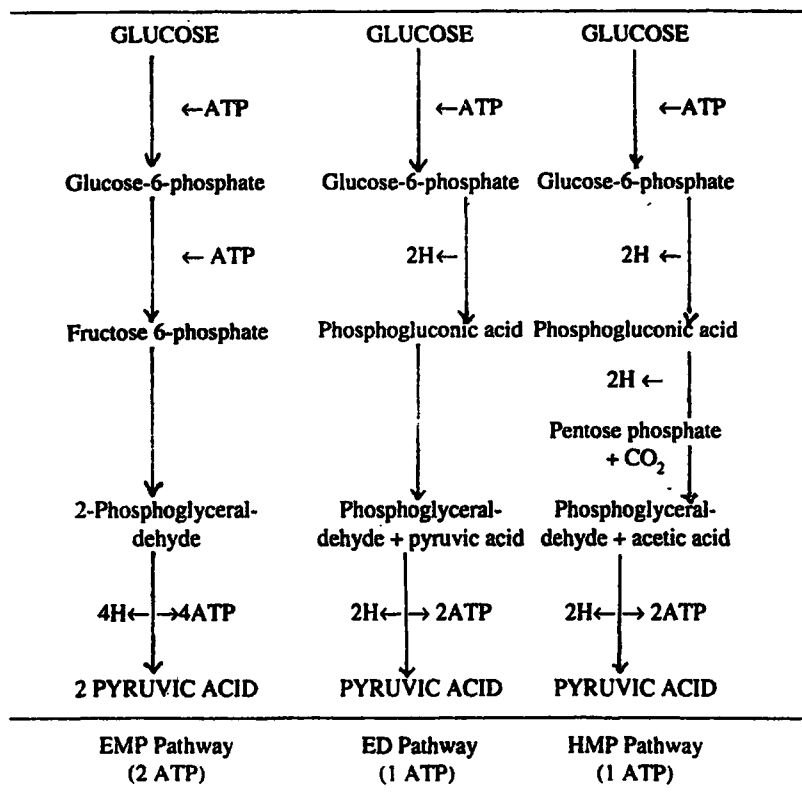 GLUCOSE GLUCOSE GLUCOSE
←ATP ←ATP ←ATP
Glucose-6-phosphate Glucose-6-phosphate Glucose-6-phosphate
← ATP 2H← 2H ←
Fructose 6-phosphate Phosphogluconic acid Phosphogluconic acid
2H ←
Pentose phosphate
+ CO₂
2-Phosphoglyceral- Phosphoglyceral- Phosphoglyceral-
dehyde dehyde + pyruvic acid dehyde + acetic acid
4H← →4ATP 2H← → 2ATP 2H← → 2ATP
2 PYRUVIC ACID PYRUVIC ACID PYRUVIC ACID
EMP Pathway ED Pathway HMP Pathway
(2 ATP) (1 ATP) (1 ATP)